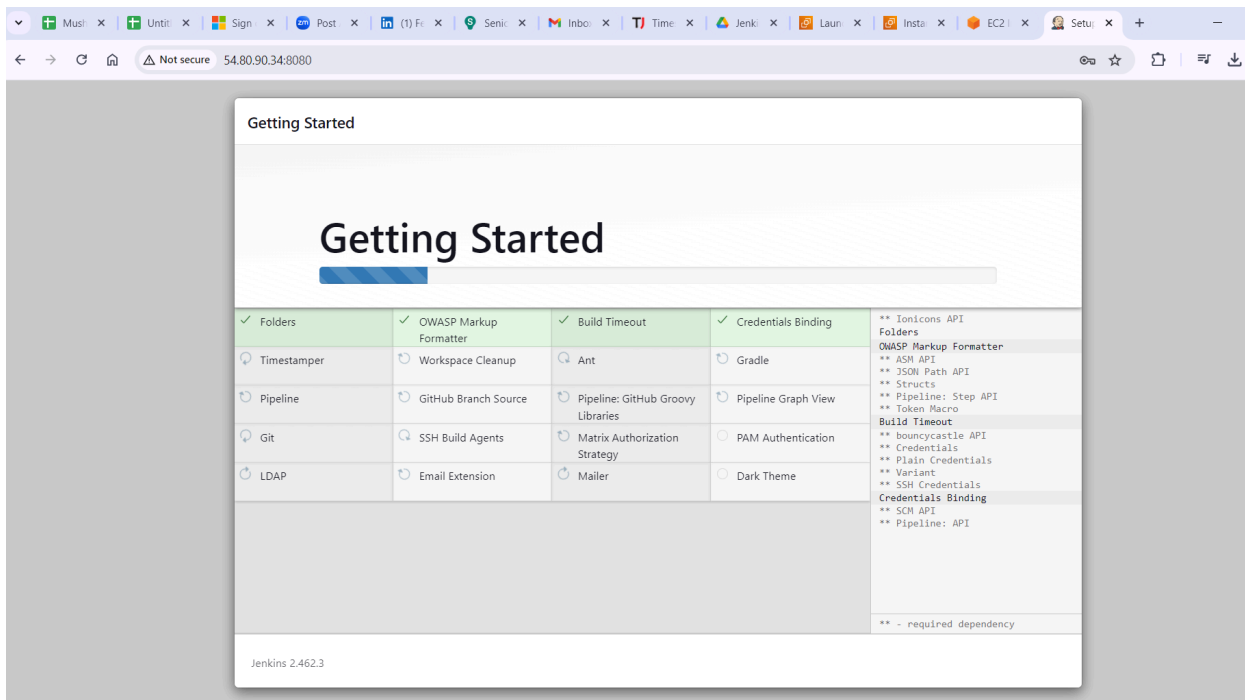 Mush
Untit
Sign
zm Post
in (1) Fe
S Senic
Inbo
TJ Time
Jenki
Laun
Insta
EC2 I
Setup
Not secure 54.80.90.34:8080
Getting Started
Getting Started
Folders
OWASP Markup
Formatter
Build Timeout
Credentials Binding
Timestamper
Workspace Cleanup
Ant
Gradle
Pipeline
GitHub Branch Source
Pipeline: GitHub Groovy
Libraries
Pipeline Graph View
Git
SSH Build Agents
Matrix Authorization
Strategy
PAM Authentication
LDAP
Email Extension
Mailer
Dark Theme
** Ionicons API
Folders
OWASP Markup Formatter
** ASM API
** JSON Path API
** Structs
** Pipeline: Step API
** Token Macro
Build Timeout
** bouncycastle API
** Credentials
** Plain Credentials
** Variant
** SSH Credentials
Credentials Binding
** SCM API
** Pipeline: API
** - required dependency
Jenkins 2.462.3